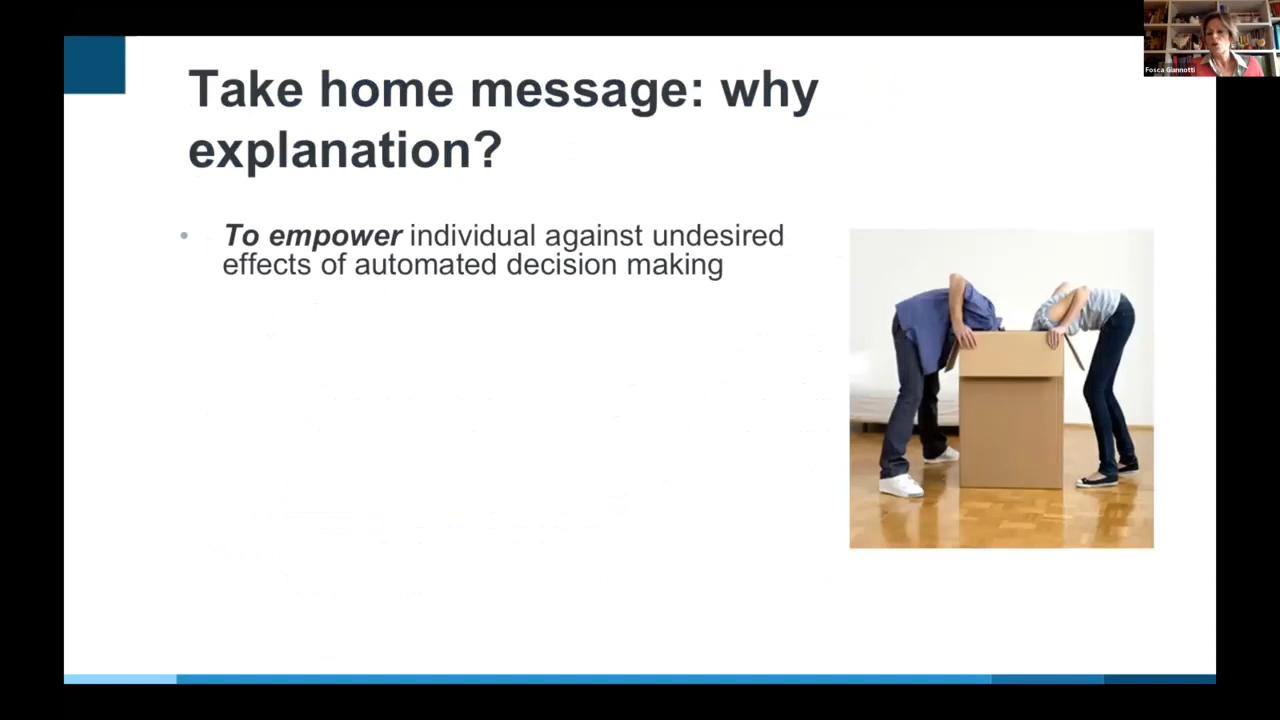 Fosca Giannotti
Take home message: why
explanation?
• To empower individual against undesired
effects of automated decision making